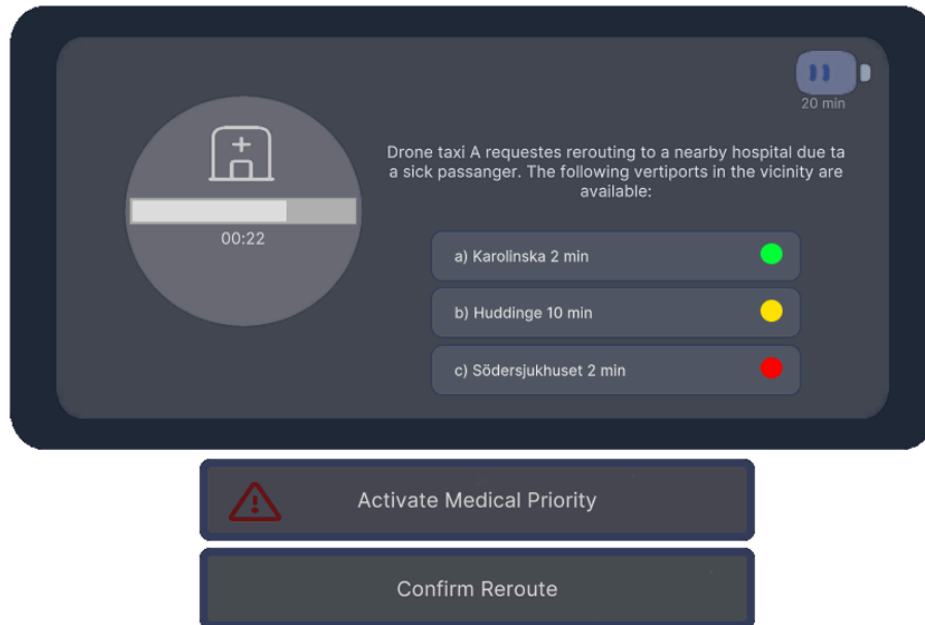 20 min
Drone taxi A requestes rerouting to a nearby hospital due ta
a sick passanger. The following vertiports in the vicinity are
available:
00:22
a) Karolinska 2 min
b) Huddinge 10 min
c) Södersjukhuset 2 min
Activate Medical Priority
Confirm Reroute